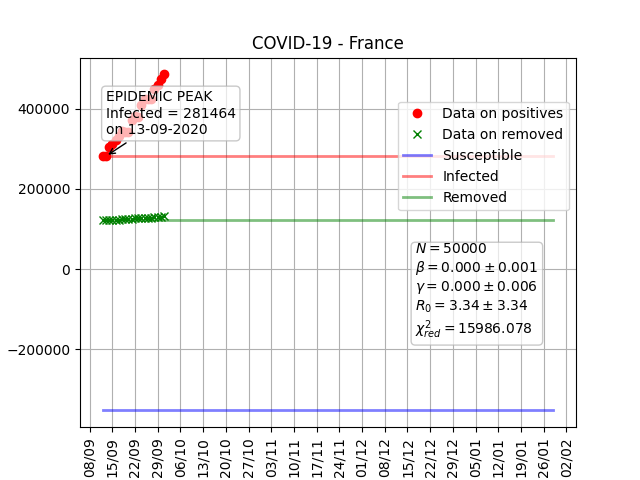 COVID-19 - France
400000
200000
0
−200000
EPIDEMIC PEAK
Infected = 281464
on 13-09-2020
Data on positives
Data on removed
Susceptible
Infected
Removed
N = 50000
β = 0.000 ± 0.001
γ = 0.000 ± 0.006
R₀ = 3.34 ± 3.34
χ²red = 15986.078
08/09
15/09
22/09
29/09
06/10
13/10
20/10
27/10
03/11
10/11
17/11
24/11
01/12
08/12
15/12
22/12
29/12
05/01
12/01
19/01
26/01
02/02